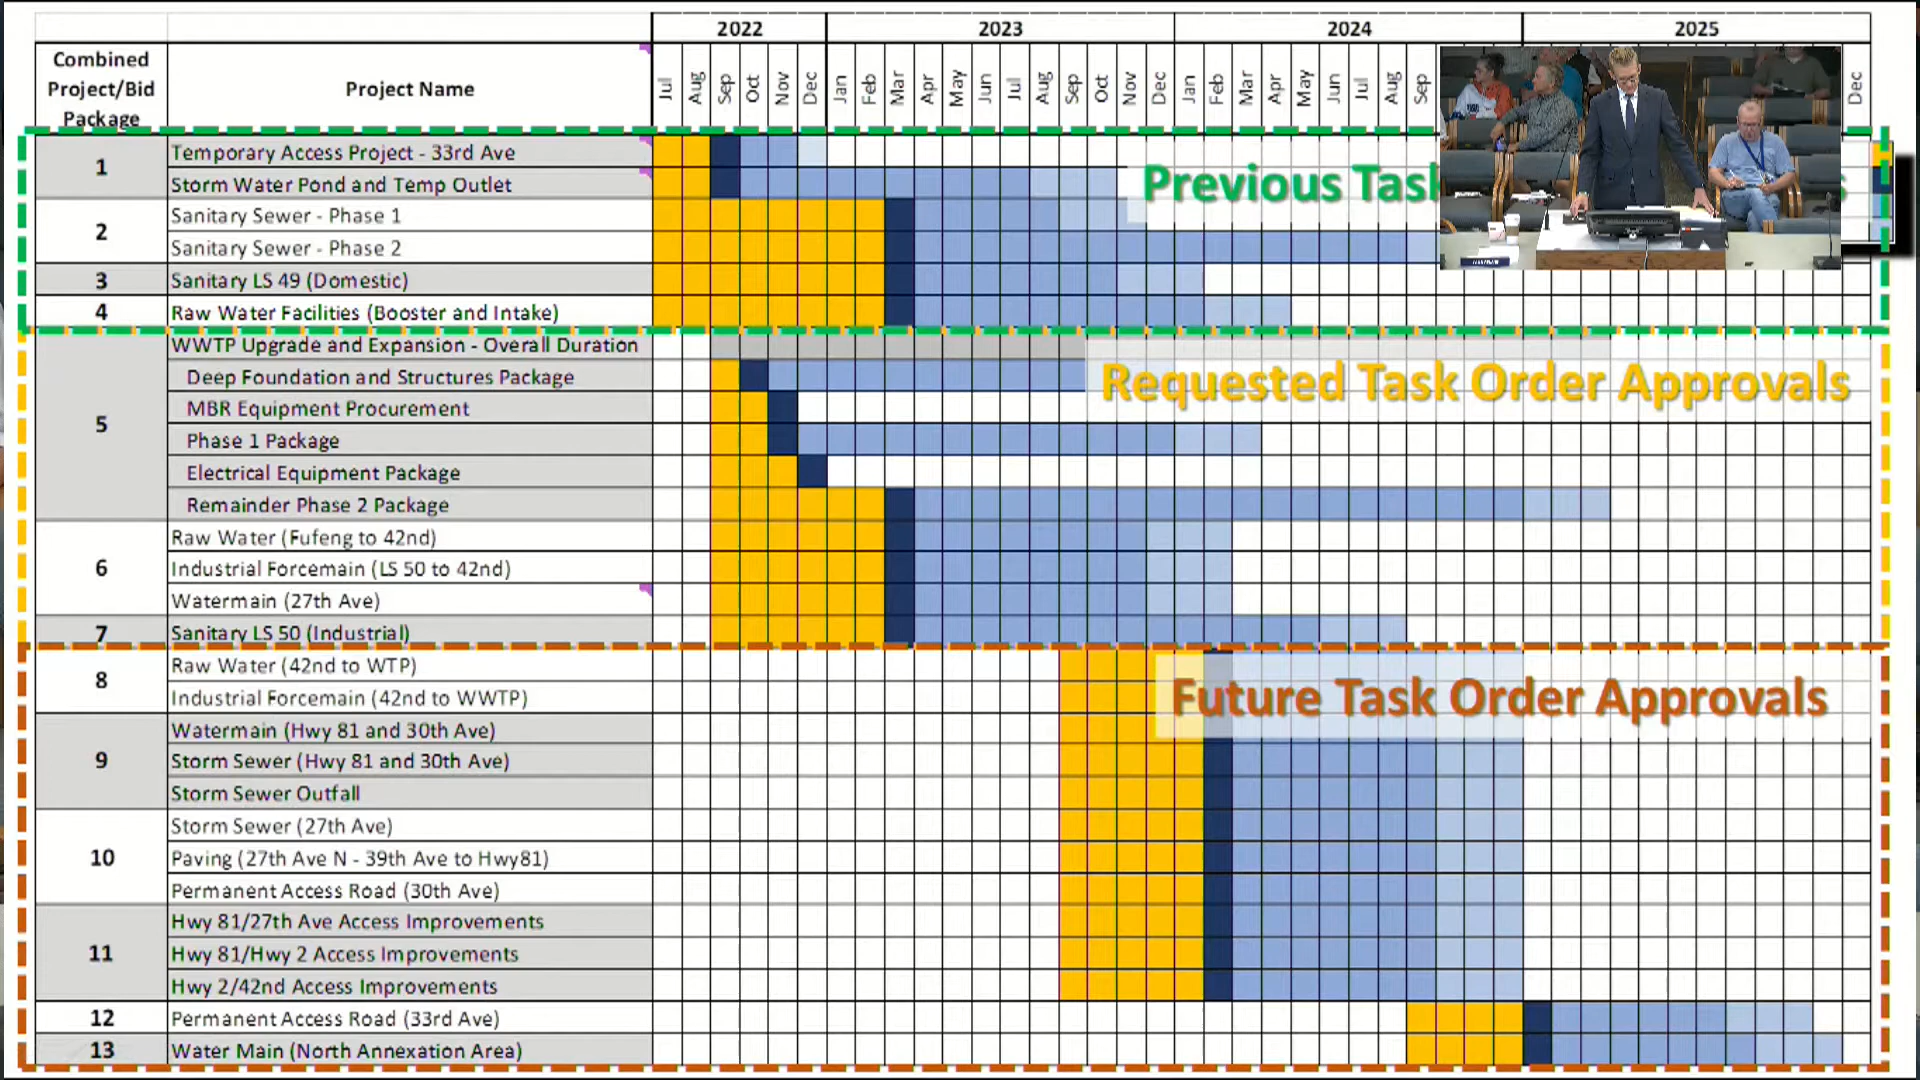 2022 2023 2024 2025
Combined
Project/Bid
Package
Project Name
Jul Aug Sep Oct Nov Dec Jan Feb Mar Apr May Jun Jul Aug Sep Oct Nov Dec Jan Feb Mar Apr May Jun Jul Aug Sep Dec
1
Temporary Access Project - 33rd Ave
Storm Water Pond and Temp Outlet
Previous Task
2
Sanitary Sewer - Phase 1
Sanitary Sewer - Phase 2
3 Sanitary LS 49 (Domestic)
4 Raw Water Facilities (Booster and Intake)
5
WWTP Upgrade and Expansion - Overall Duration
Deep Foundation and Structures Package
Requested Task Order Approvals
MBR Equipment Procurement
Phase 1 Package
Electrical Equipment Package
Remainder Phase 2 Package
6
Raw Water (Fufeng to 42nd)
Industrial Forcemain (LS 50 to 42nd)
Watermain (27th Ave)
7 Sanitary LS 50 (Industrial)
8
Raw Water (42nd to WTP)
Industrial Forcemain (42nd to WWTP)
Future Task Order Approvals
9
Watermain (Hwy 81 and 30th Ave)
Storm Sewer (Hwy 81 and 30th Ave)
Storm Sewer Outfall
10
Storm Sewer (27th Ave)
Paving (27th Ave N - 39th Ave to Hwy81)
Permanent Access Road (30th Ave)
11
Hwy 81/27th Ave Access Improvements
Hwy 81/Hwy 2 Access Improvements
Hwy 2/42nd Access Improvements
12 Permanent Access Road (33rd Ave)
13 Water Main (North Annexation Area)